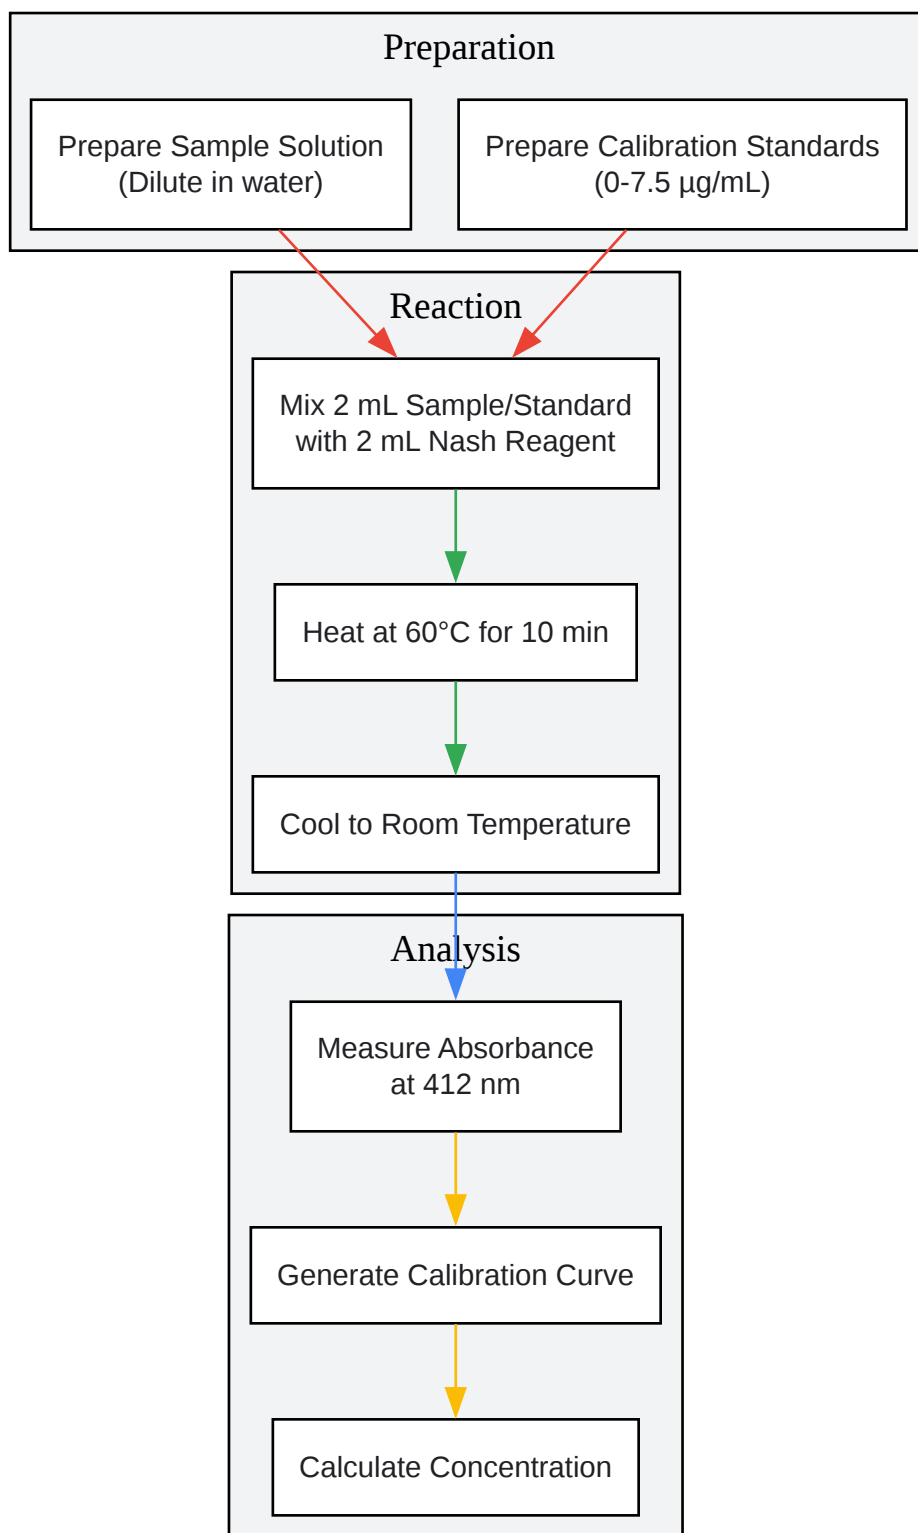 Preparation
Prepare Sample Solution
(Dilute in water)
Prepare Calibration Standards
(0-7.5 µg/mL)
Reaction
Mix 2 mL Sample/Standard
with 2 mL Nash Reagent
Heat at 60°C for 10 min
Cool to Room Temperature
Analysis
Measure Absorbance
at 412 nm
Generate Calibration Curve
Calculate Concentration